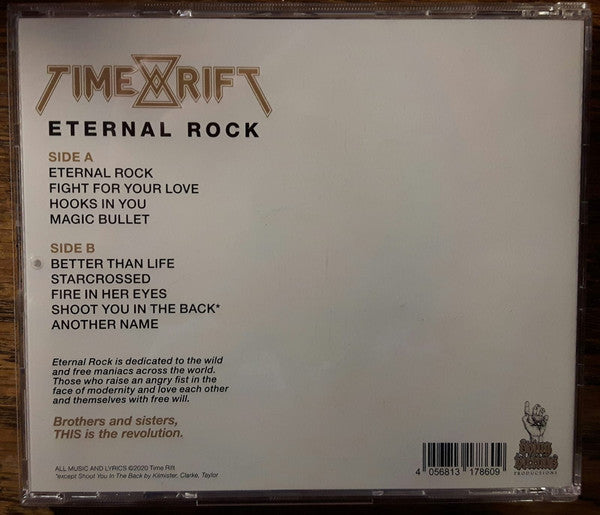 TIME RIFT
ETERNAL ROCK
SIDE A
ETERNAL ROCK
FIGHT FOR YOUR LOVE
HOOKS IN YOU
MAGIC BULLET
SIDE B
BETTER THAN LIFE
STARCROSSED
FIRE IN HER EYES
SHOOT YOU IN THE BACK*
ANOTHER NAME
Eternal Rock is dedicated to the wild
and free maniacs across the world.
Those who raise an angry fist in the
face of modernity and love each other
and themselves with free will.
Brothers and sisters,
THIS is the revolution.
ALL MUSIC AND LYRICS ©2020 Time Rift
*except Shoot You In The Back by Kilmister, Clarke, Taylor
4 056813 178609
DYING VICTIMS
PRODUCTIONS